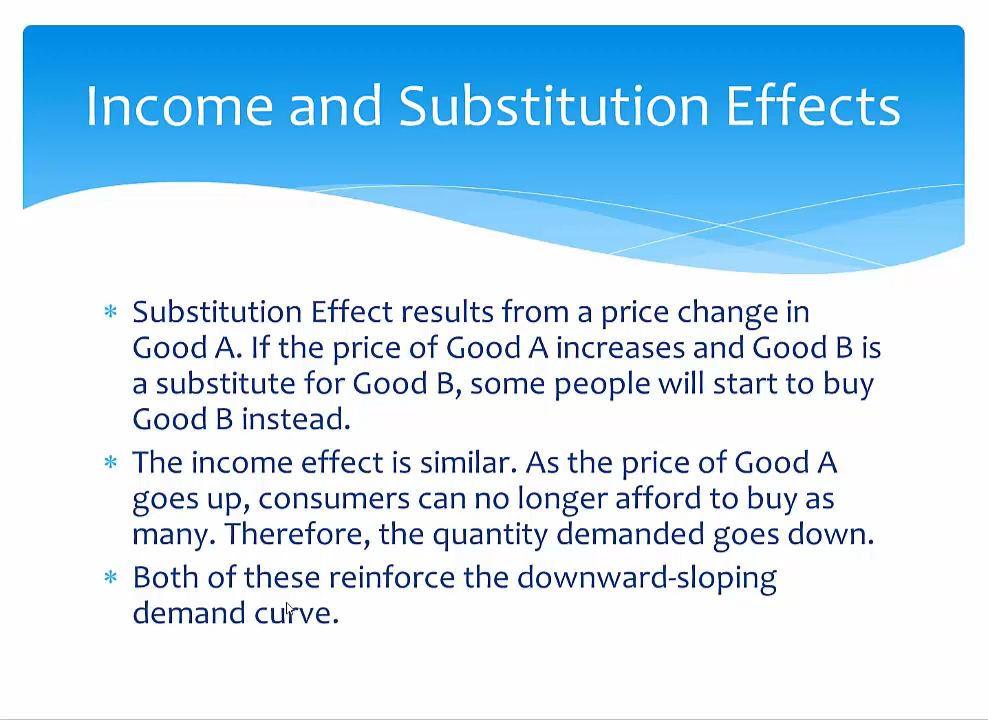 Income and Substitution Effects
* Substitution Effect results from a price change in
Good A. If the price of Good A increases and Good B is
a substitute for Good B, some people will start to buy
Good B instead.
* The income effect is similar. As the price of Good A
goes up, consumers can no longer afford to buy as
many. Therefore, the quantity demanded goes down.
* Both of these reinforce the downward-sloping
demand curve.